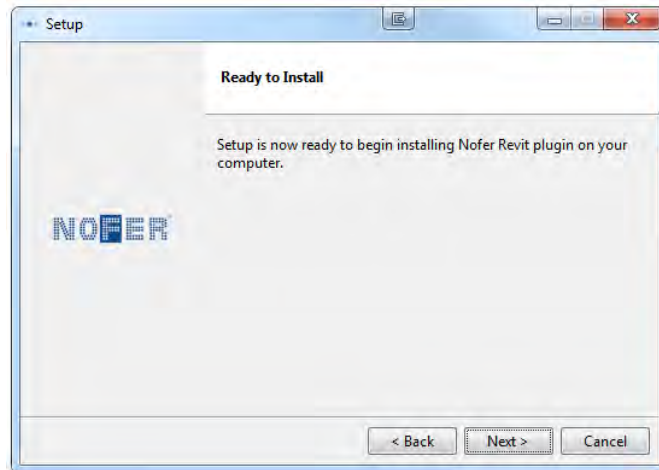 Setup
Ready to Install
Setup is now ready to begin installing Nofer Revit plugin on your
computer.
NOFER
< Back
Next >
Cancel